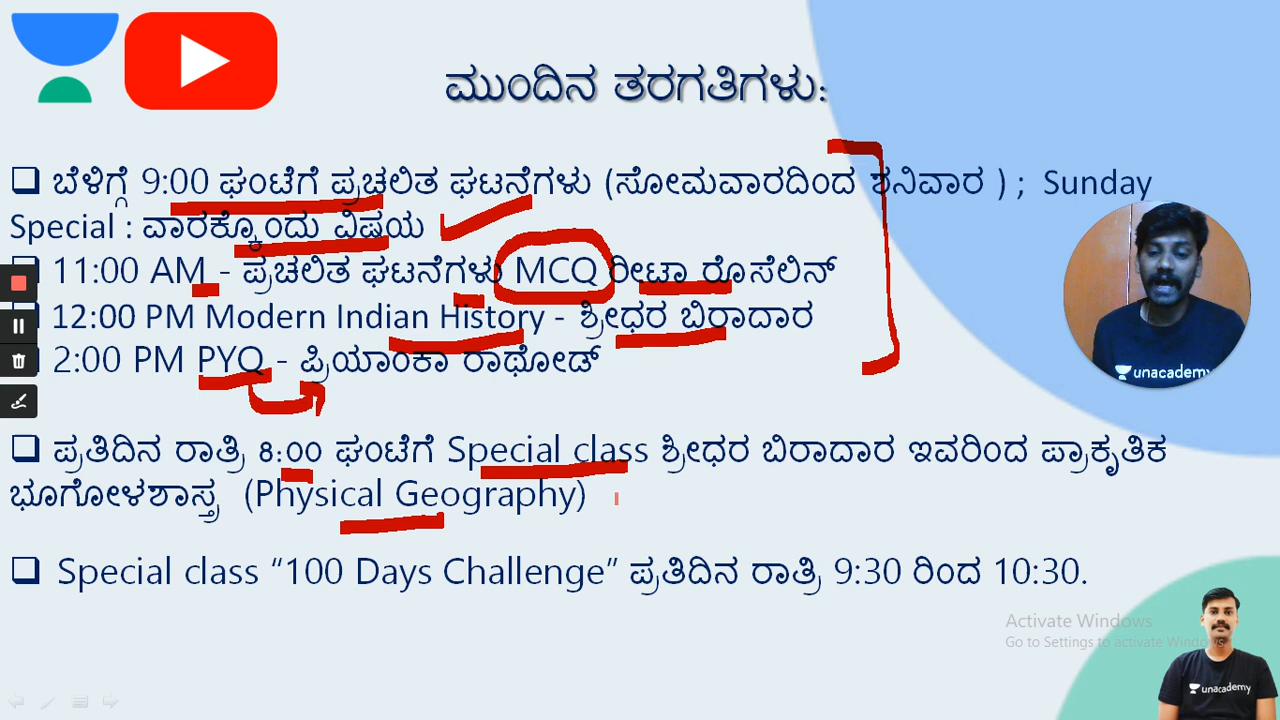 ಮುಂದಿನ ತರಗತಿಗಳು:
ಬೆಳಿಗ್ಗೆ 9:00 ಘಂಟೆಗೆ ಪ್ರಚಲಿತ ಘಟನೆಗಳು (ಸೋಮವಾರದಿಂದ ಶನಿವಾರ ) ; Sunday
Special : ವಾರಕ್ಕೊಂದು ವಿಷಯ
11:00 AM - ಪ್ರಚಲಿತ ಘಟನೆಗಳು MCQ ರೀಟಾ ರೊಸೆಲಿನ್
12:00 PM Modern Indian History - ಶ್ರೀಧರ ಬಿರಾದಾರ
2:00 PM PYQ - ಪ್ರಿಯಾಂಕಾ ರಾಥೋಡ್
ಪ್ರತಿದಿನ ರಾತ್ರಿ 8:00 ಘಂಟೆಗೆ Special class ಶ್ರೀಧರ ಬಿರಾದಾರ ಇವರಿಂದ ಪ್ರಾಕೃತಿಕ
ಭೂಗೋಳಶಾಸ್ತ್ರ (Physical Geography)
Special class “100 Days Challenge” ಪ್ರತಿದಿನ ರಾತ್ರಿ 9:30 ರಿಂದ 10:30.
unacademy
Activate Windows
Go to Settings to activate Windows
unacademy